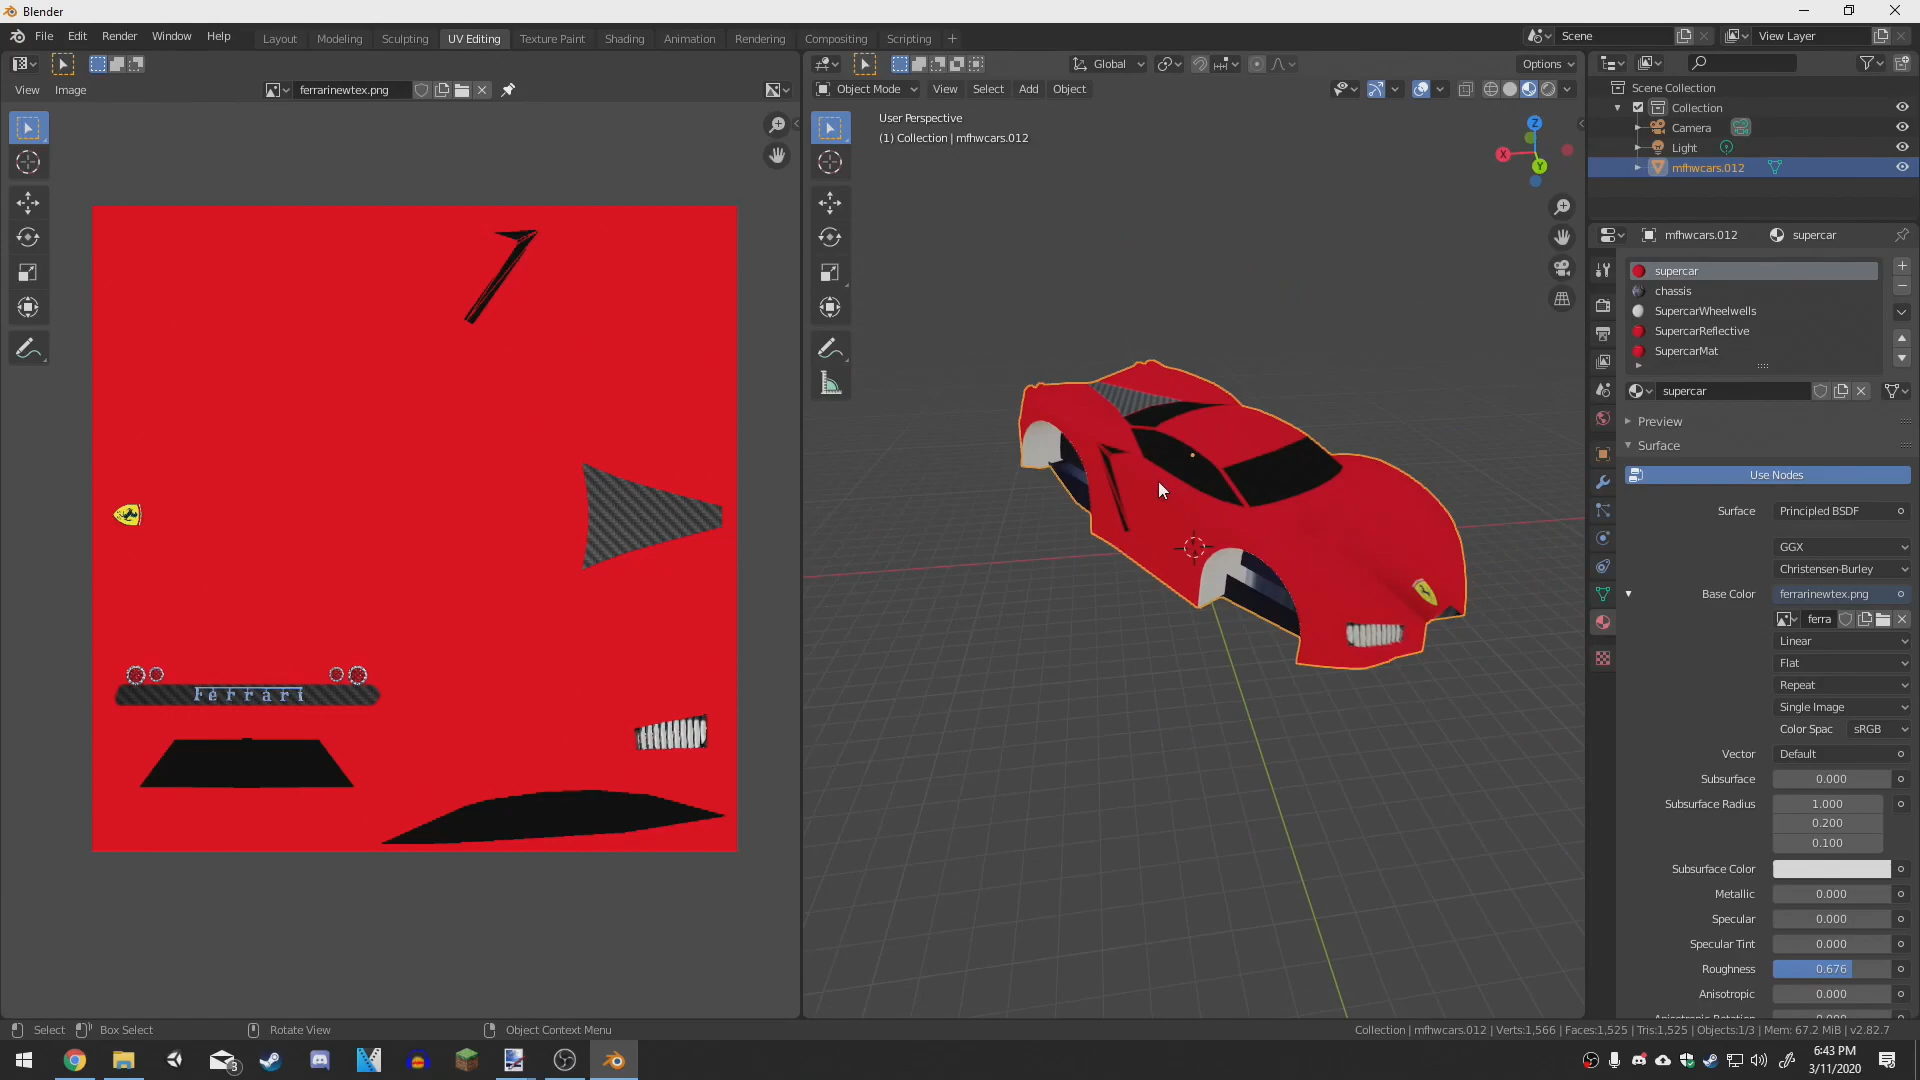 Blender
File Edit Render Window Help
Layout Modeling Sculpting UV Editing Texture Paint Shading Animation Rendering Compositing Scripting +
Scene
View Layer
Global
Options
View Image
ferrarinewtex.png
Object Mode View Select Add Object
User Perspective
(1) Collection | mfhwcars.012
Z
X
Y
Scene Collection
Collection
Camera
Light
mfhwcars.012
mfhwcars.012 supercar
supercar
chassis
SupercarWheelwells
SupercarReflective
SupercarMat
supercar
Preview
Surface
Use Nodes
Surface Principled BSDF
GGX
Christensen-Burley
Base Color ferrarinewtex.png
ferra
Linear
Flat
Repeat
Single Image
Color Spac sRGB
Vector Default
Subsurface 0.000
Subsurface Radius 1.000
0.200
0.100
Subsurface Color
Metallic 0.000
Specular 0.000
Specular Tint 0.000
Roughness 0.676
Anisotropic 0.000
Ferrari
Select Box Select Rotate View Object Context Menu
Collection | mfhwcars.012 | Verts:1,566 | Faces:1,525 | Tris:1,525 | Objects:1/3 | Mem: 67.2 MiB | v2.82.7
3
6:43 PM
3/11/2020